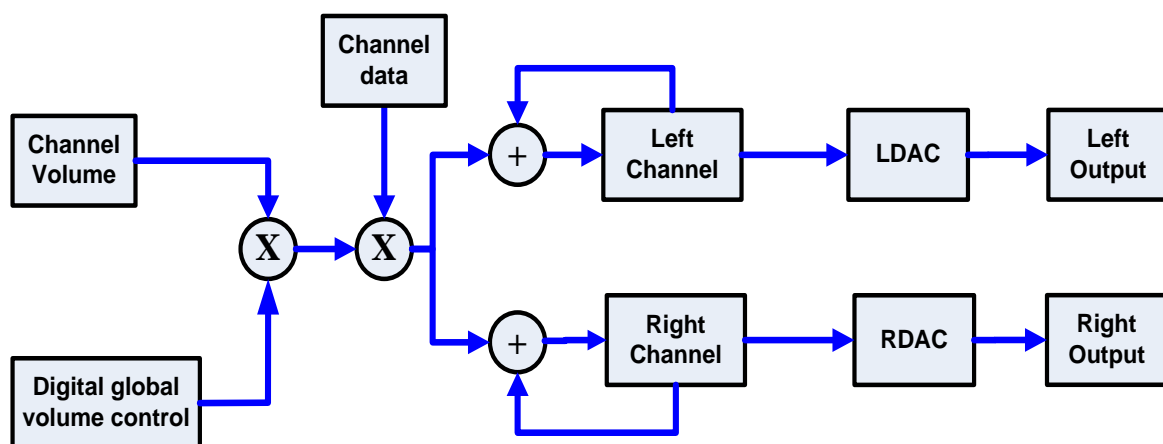 Channel
data
Channel
Volume
X
X
+
Left
Channel
LDAC
Left
Output
+
Right
Channel
RDAC
Right
Output
Digital global
volume control